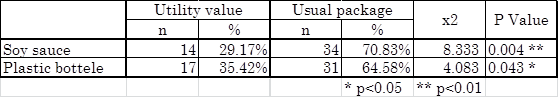 Utility value Usual package x2 P Value
n % n %
Soy sauce 14 29.17% 34 70.83% 8.333 0.004 **
Plastic bottele 17 35.42% 31 64.58% 4.083 0.043 *
* p<0.05 ** p<0.01